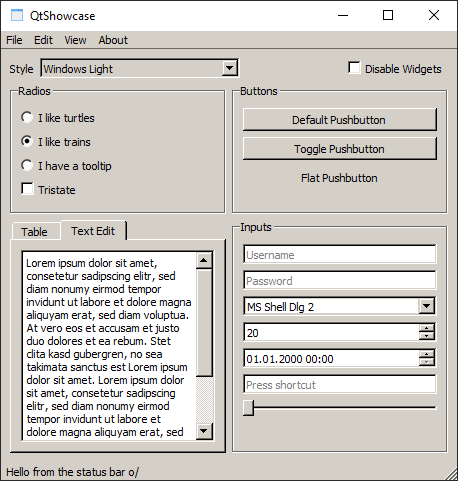 QtShowcase
File Edit View About
Style Windows Light Disable Widgets
Radios
I like turtles
I like trains
I have a tooltip
Tristate
Buttons
Default Pushbutton
Toggle Pushbutton
Flat Pushbutton
Table Text Edit
Lorem ipsum dolor sit amet,
consetetur sadipscing elitr, sed
diam nonumy eirmod tempor
invidunt ut labore et dolore magna
aliquyam erat, sed diam voluptua.
At vero eos et accusam et justo
duo dolores et ea rebum. Stet
clita kasd gubergren, no sea
takimata sanctus est Lorem ipsum
dolor sit amet. Lorem ipsum dolor
sit amet, consetetur sadipscing
elitr, sed diam nonumy eirmod
tempor invidunt ut labore et
dolore magna aliquyam erat, sed
Inputs
Username
Password
MS Shell Dlg 2
20
01.01.2000 00:00
Press shortcut
Hello from the status bar o/